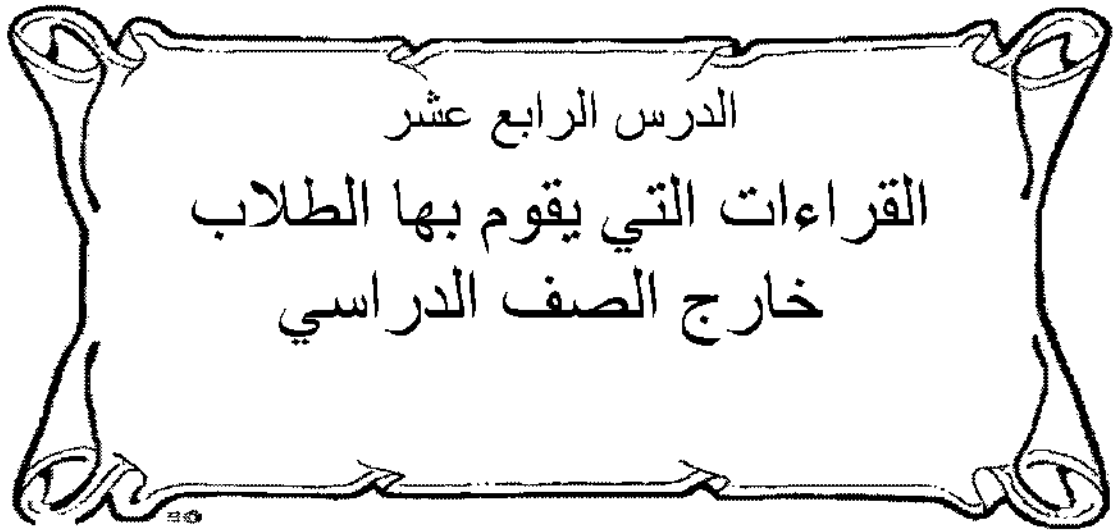 الدرس الرابع عشر
القراءات التي يقوم بها الطلاب
خارج الصف الدراسي